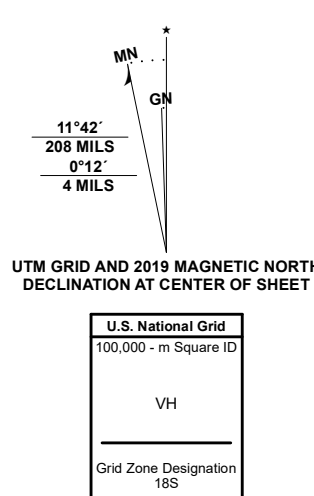 ★
MN
GN
11°42´
208 MILS
0°12´
4 MILS
UTM GRID AND 2019 MAGNETIC NORTH
DECLINATION AT CENTER OF SHEET
U.S. National Grid
100,000 - m Square ID
VH
Grid Zone Designation
18S